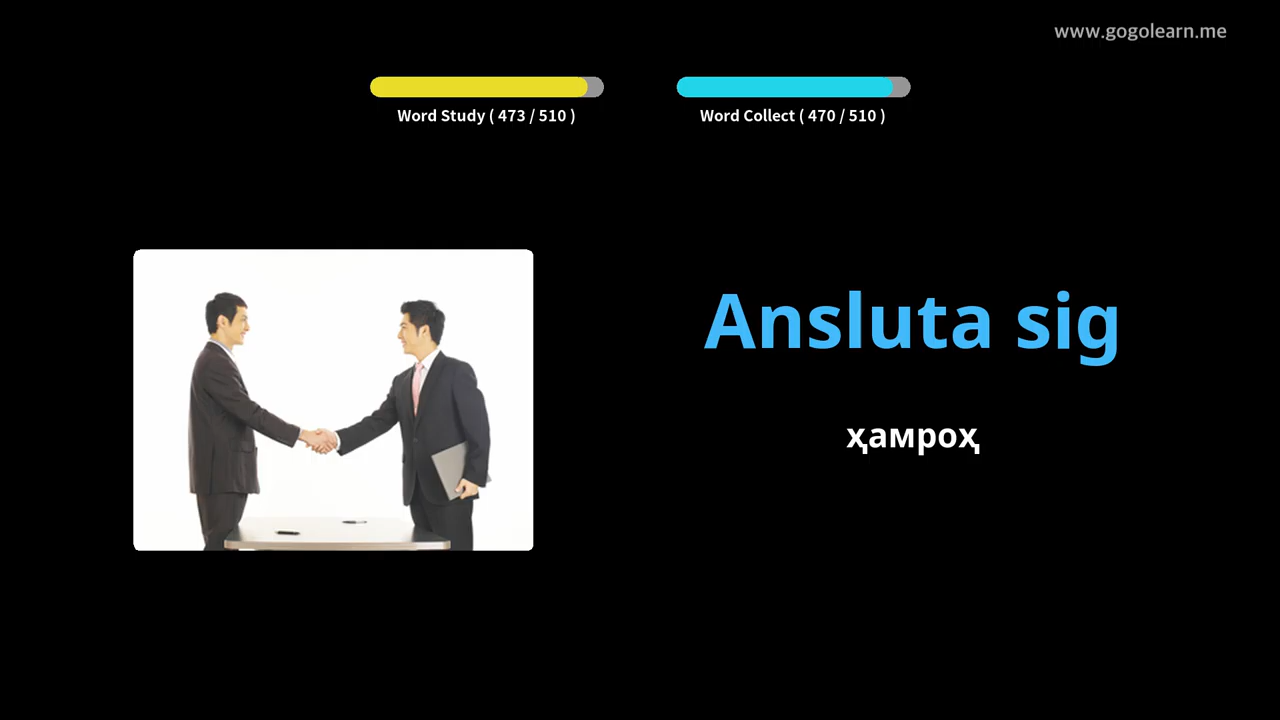 www.gogolearn.me
Word Study ( 473 / 510 )
Word Collect ( 470 / 510 )
Ansluta sig
ҳамроҳ